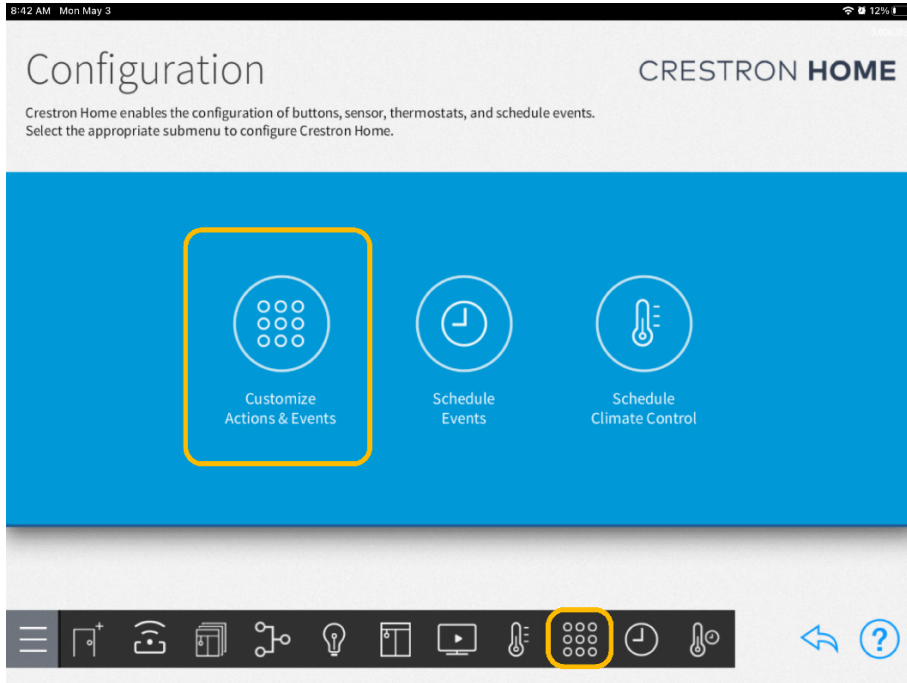 8:42 AM Mon May 3
12%
Configuration
CRESTRON HOME
Crestron Home enables the configuration of buttons, sensor, thermostats, and schedule events.
Select the appropriate submenu to configure Crestron Home.
Customize
Actions & Events
Schedule
Events
Schedule
Climate Control
?